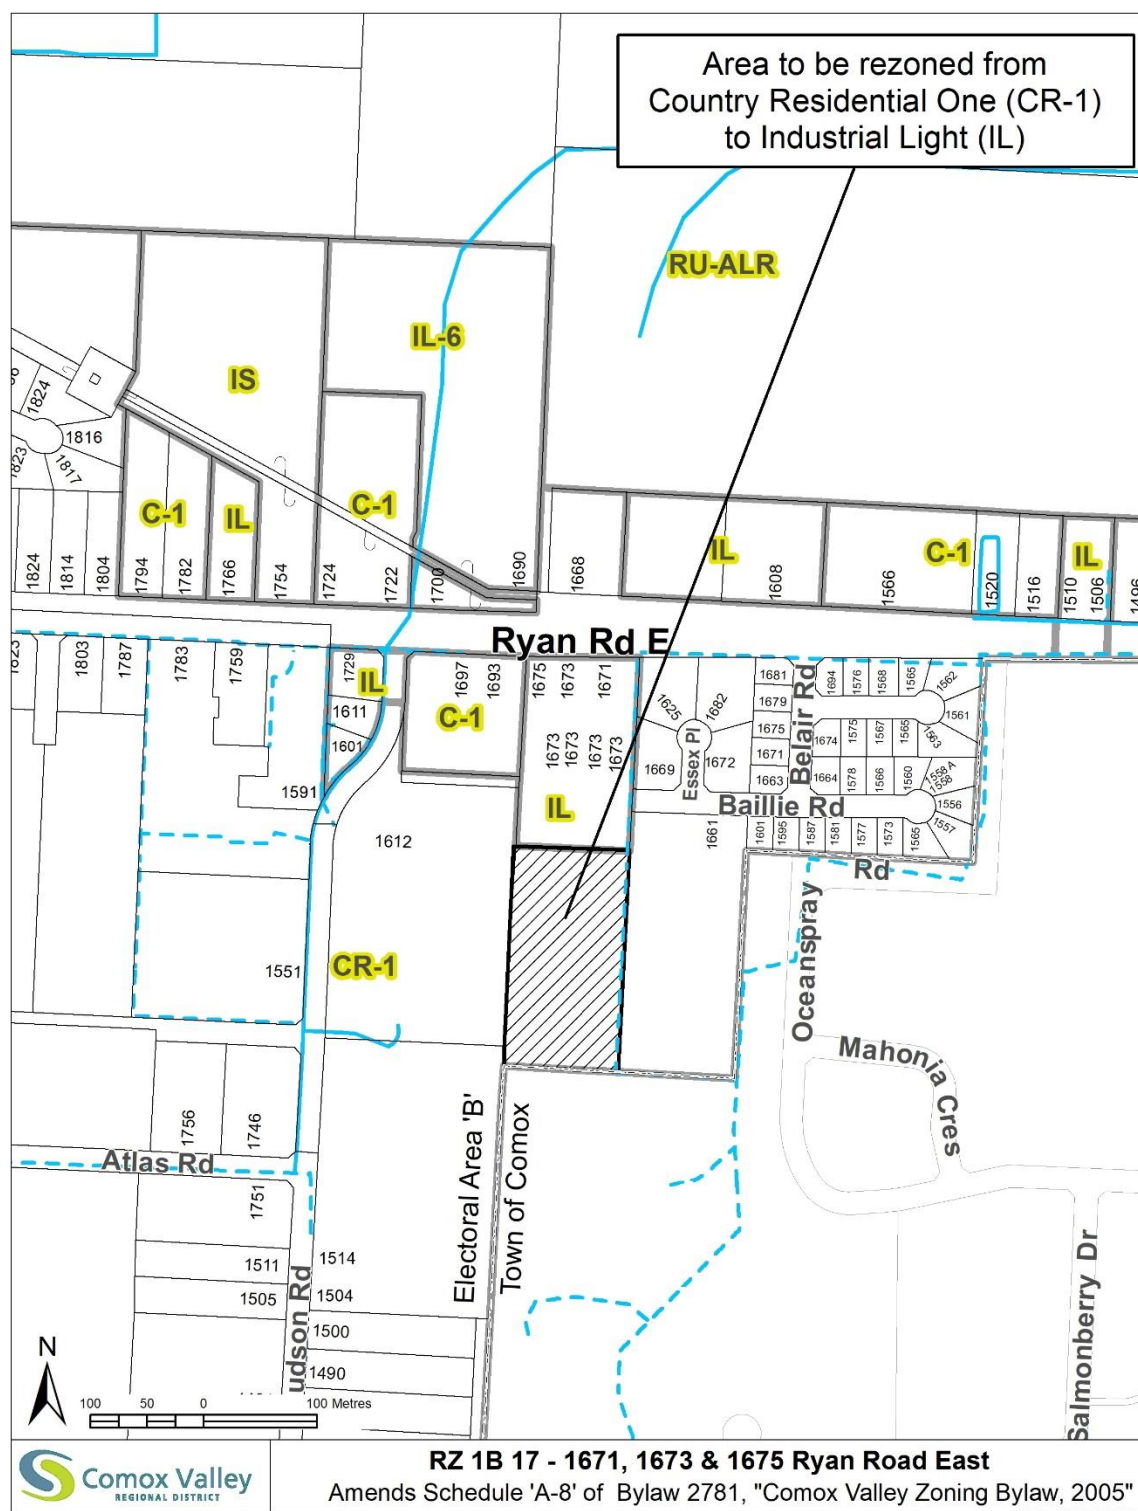 Area to be rezoned from
Country Residential One (CR-1)
to Industrial Light (IL)
RU-ALR
IL-6
IS
1824
1816
1823
1817
C-1
IL
C-1
IL
C-1
IL
1824
1814
1804
1794
1782
1766
1754
1724
1722
1700
1690
1668
1608
1566
1520
1516
1510
1506
1496
Ryan Rd E
1823
1803
1787
1783
1759
1729
IL
1611
1601
1591
1697
1693
C-1
1675
1673
1671
1673
1673
1673
1673
IL
1625
1682
Essex Pl
1669
1672
1681
1679
1675
1671
1663
Belair Rd
1694
1576
1568
1565
1562
1561
1563
1674
1575
1567
1565
1664
1578
1566
1560
1558 A
1558
1556
1557
Baillie Rd
1661
1601
1595
1587
1581
1577
1573
1565
Rd
Oceanspray
1612
CR-1
1551
Mahonia Cres
1756
1746
Atlas Rd
Electoral Area 'B'
Town of Comox
1751
1511
1505
1514
1504
1500
1490
udson Rd
Salmonberry Dr
N
100 50 0 100 Metres
Comox Valley
REGIONAL DISTRICT
RZ 1B 17 - 1671, 1673 & 1675 Ryan Road East
Amends Schedule 'A-8' of Bylaw 2781, "Comox Valley Zoning Bylaw, 2005"